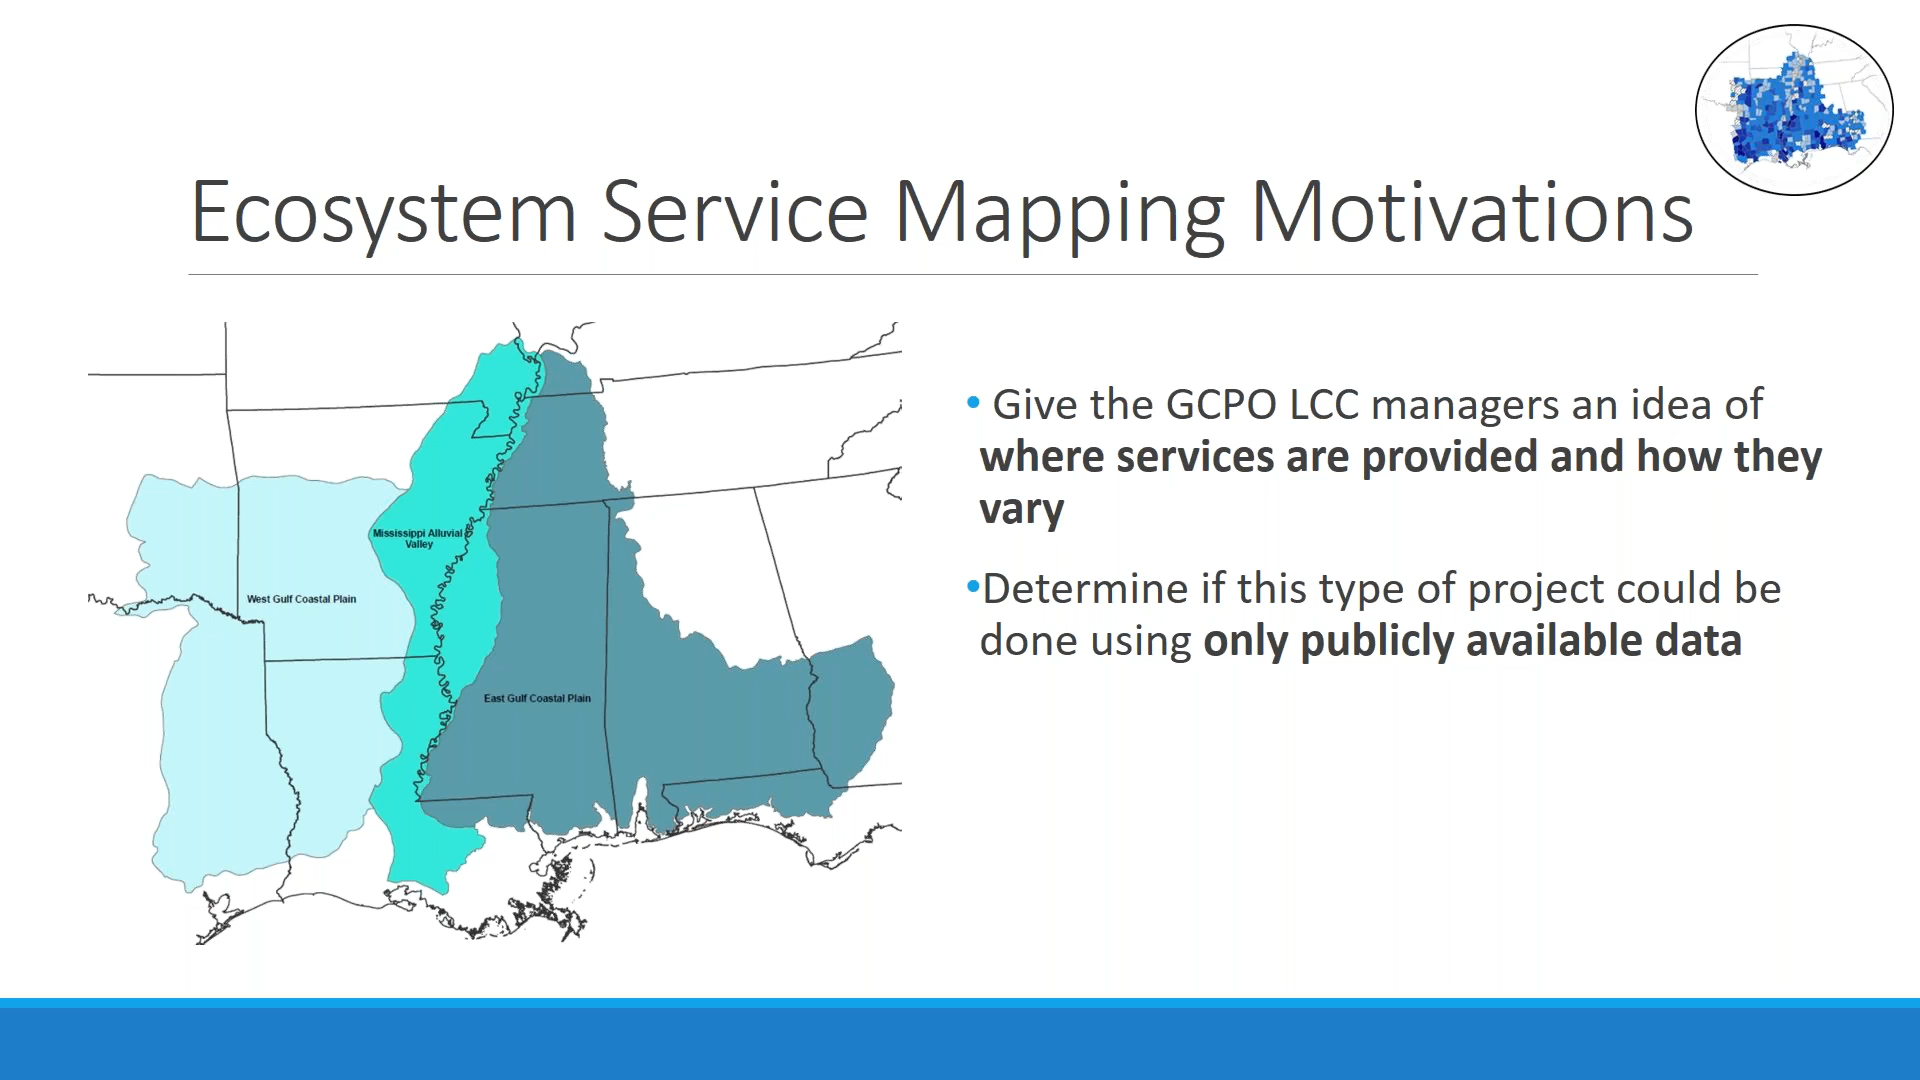 Ecosystem Service Mapping Motivations
Mississippi Alluvial
Valley
West Gulf Coastal Plain
East Gulf Coastal Plain
• Give the GCPO LCC managers an idea of
where services are provided and how they
vary
•Determine if this type of project could be
done using only publicly available data